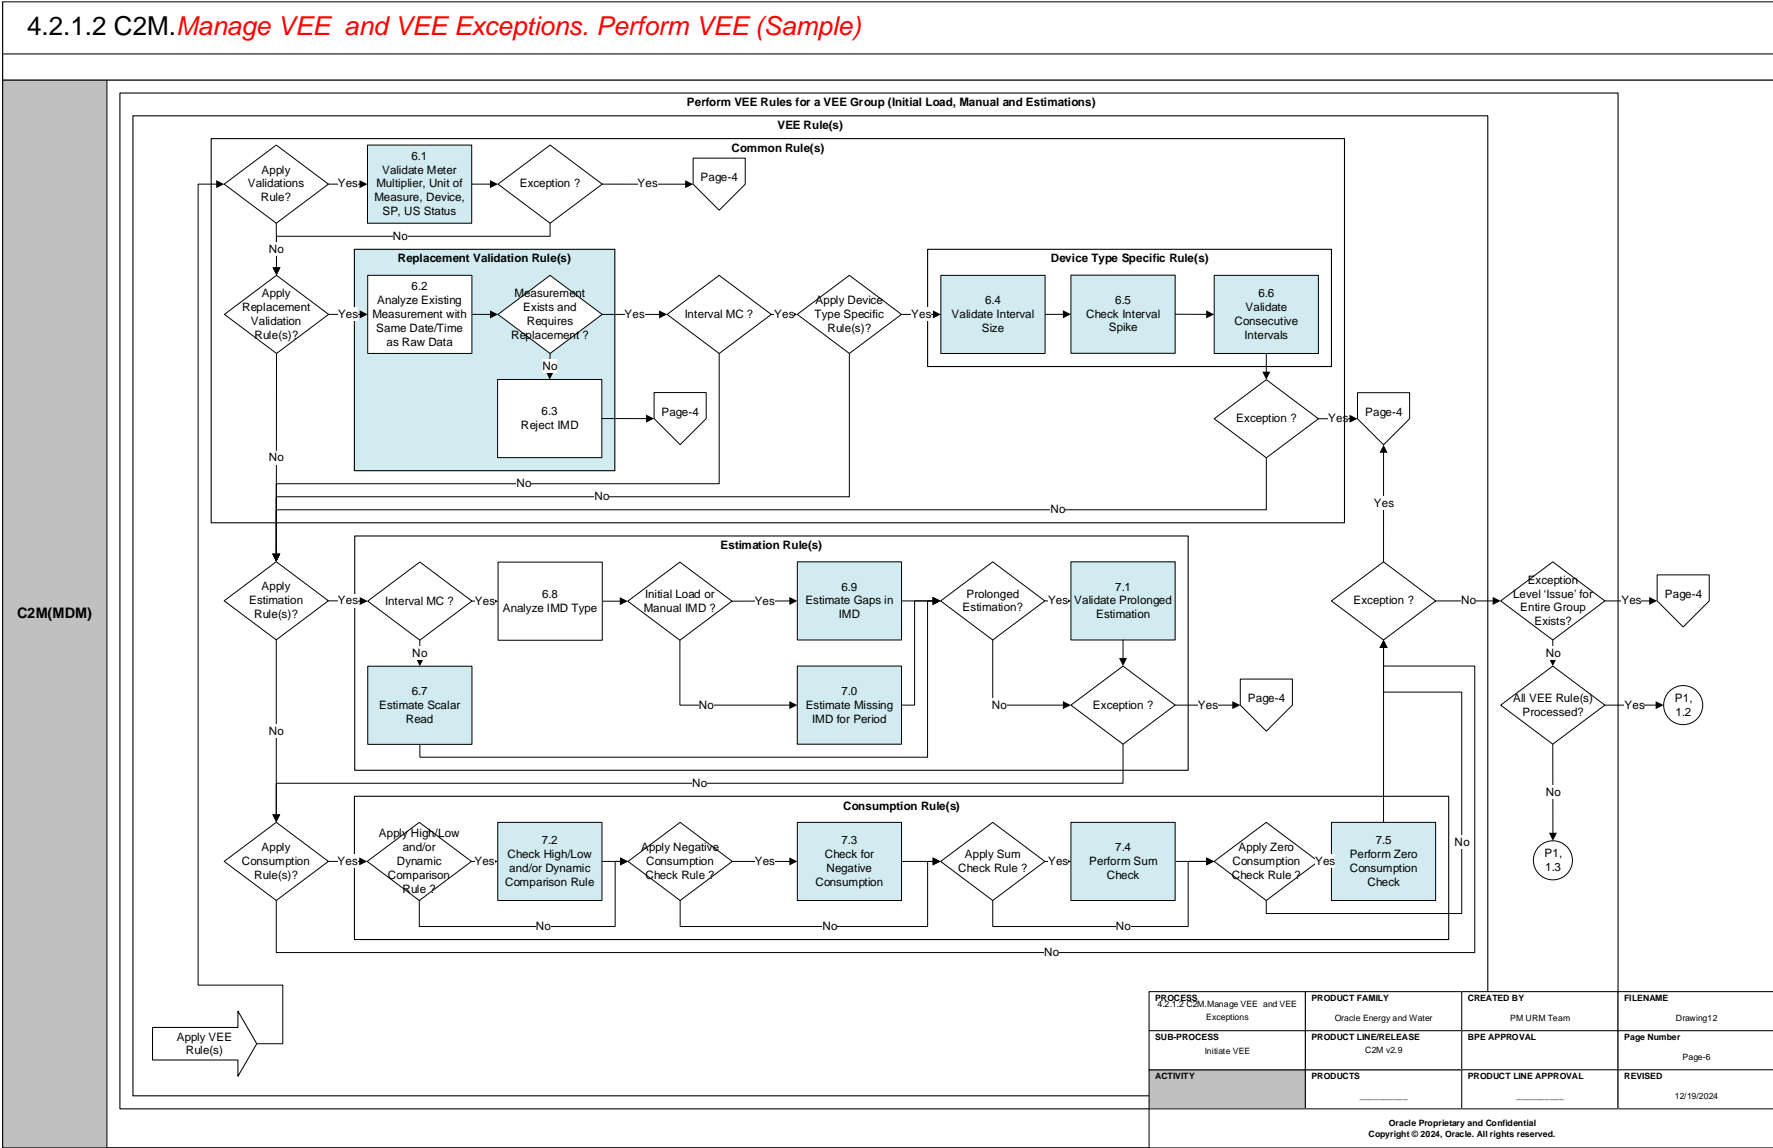 4.2.1.2 C2M.Manage VEE  and VEE Exceptions. Perform VEE (Sample)
C2M(MDM)
Perform VEE Rules for a VEE Group (Initial Load, Manual and Estimations)
VEE Rule(s)
Common Rule(s)
Apply
Validations
Rule?
Yes
6.1
Validate Meter
Multiplier, Unit of
Measure, Device,
SP, US Status
Exception ?
Yes
Page-4
No
No
Apply
Replacement
Validation
Rule(s)?
Yes
Replacement Validation Rule(s)
6.2
Analyze Existing
Measurement with
Same Date/Time
as Raw Data
Measurement
Exists and
Requires
Replacement ?
Yes
No
6.3
Reject IMD
Page-4
Interval MC ?
Yes
Apply Device
Type Specific
Rule(s)?
Yes
Device Type Specific Rule(s)
6.4
Validate Interval
Size
6.5
Check Interval
Spike
6.6
Validate
Consecutive
Intervals
Exception ?
Yes
Page-4
No
No
No
No
Yes
Estimation Rule(s)
Apply
Estimation
Rule(s)?
Yes
Interval MC ?
Yes
6.8
Analyze IMD Type
Initial Load or
Manual IMD ?
Yes
6.9
Estimate Gaps in
IMD
Prolonged
Estimation?
Yes
7.1
Validate Prolonged
Estimation
No
6.7
Estimate Scalar
Read
No
7.0
Estimate Missing
IMD for Period
No
Exception ?
Yes
Page-4
No
No
Exception ?
No
Exception
Level ‘Issue’ for
Entire Group
Exists?
Yes
Page-4
No
All VEE Rule(s)
Processed?
Yes
P1,
1.2
No
P1,
1.3
Consumption Rule(s)
Apply
Consumption
Rule(s)?
Yes
Apply High/Low
and/or
Dynamic
Comparison
Rule ?
Yes
7.2
Check High/Low
and/or Dynamic
Comparison Rule
Apply Negative
Consumption
Check Rule ?
Yes
7.3
Check for
Negative
Consumption
Apply Sum
Check Rule ?
Yes
7.4
Perform Sum
Check
Apply Zero
Consumption
Check Rule ?
Yes
7.5
Perform Zero
Consumption
Check
No
No
No
No
No
Apply VEE
Rule(s)
PROCESS
4.2.1.2 C2M.Manage VEE  and VEE
Exceptions
PRODUCT FAMILY
Oracle Energy and Water
CREATED BY
PM URM Team
FILENAME
Drawing12
SUB-PROCESS
Initiate VEE
PRODUCT LINE/RELEASE
C2M v2.9
BPE APPROVAL
Page Number
Page-6
ACTIVITY
PRODUCTS
PRODUCT LINE APPROVAL
REVISED
12/19/2024
Oracle Proprietary and Confidential
Copyright © 2024, Oracle. All rights reserved.